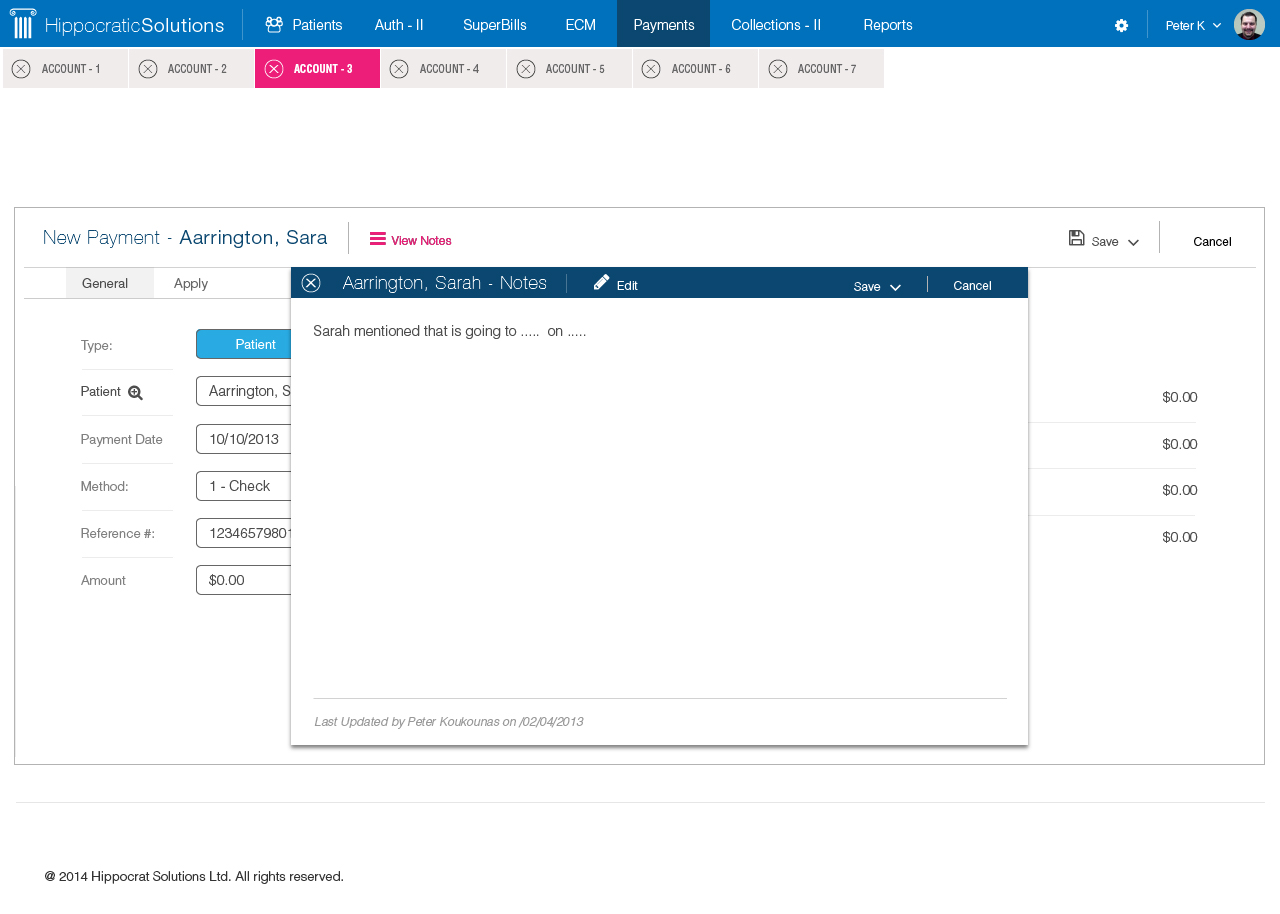 HippocraticSolutions Patients Auth - II SuperBills ECM Payments Collections - II Reports Peter K
ACCOUNT - 1 ACCOUNT - 2 ACCOUNT - 3 ACCOUNT - 4 ACCOUNT - 5 ACCOUNT - 6 ACCOUNT - 7
New Payment - Aarrington, Sara View Notes Save Cancel
General Apply
Aarrington, Sarah - Notes Edit Save Cancel
Sarah mentioned that is going to ..... on .....
Type: Patient
Patient Aarrington, S
$0.00
Payment Date 10/10/2013
$0.00
Method: 1 - Check
$0.00
Reference #: 12346579801
$0.00
Amount $0.00
Last Updated by Peter Koukounas on /02/04/2013
@ 2014 Hippocrat Solutions Ltd. All rights reserved.